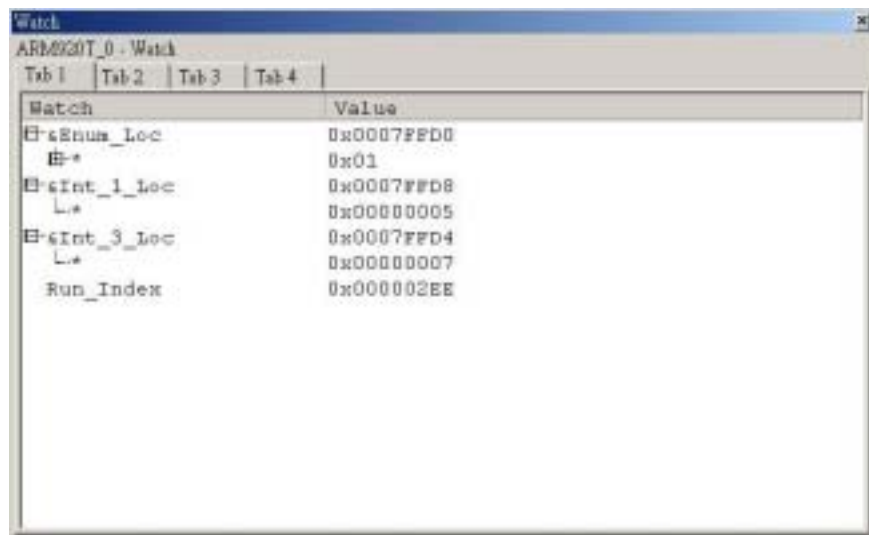 Watch
ARM920T_0 - Watch
Tab 1 Tab 2 Tab 3 Tab 4
Watch Value
&Enum_Loc 0x0007FFD0
* 0x01
&Int_1_Loc 0x0007FFD8
* 0x00000005
&Int_3_Loc 0x0007FFD4
* 0x00000007
Run_Index 0x000002EE